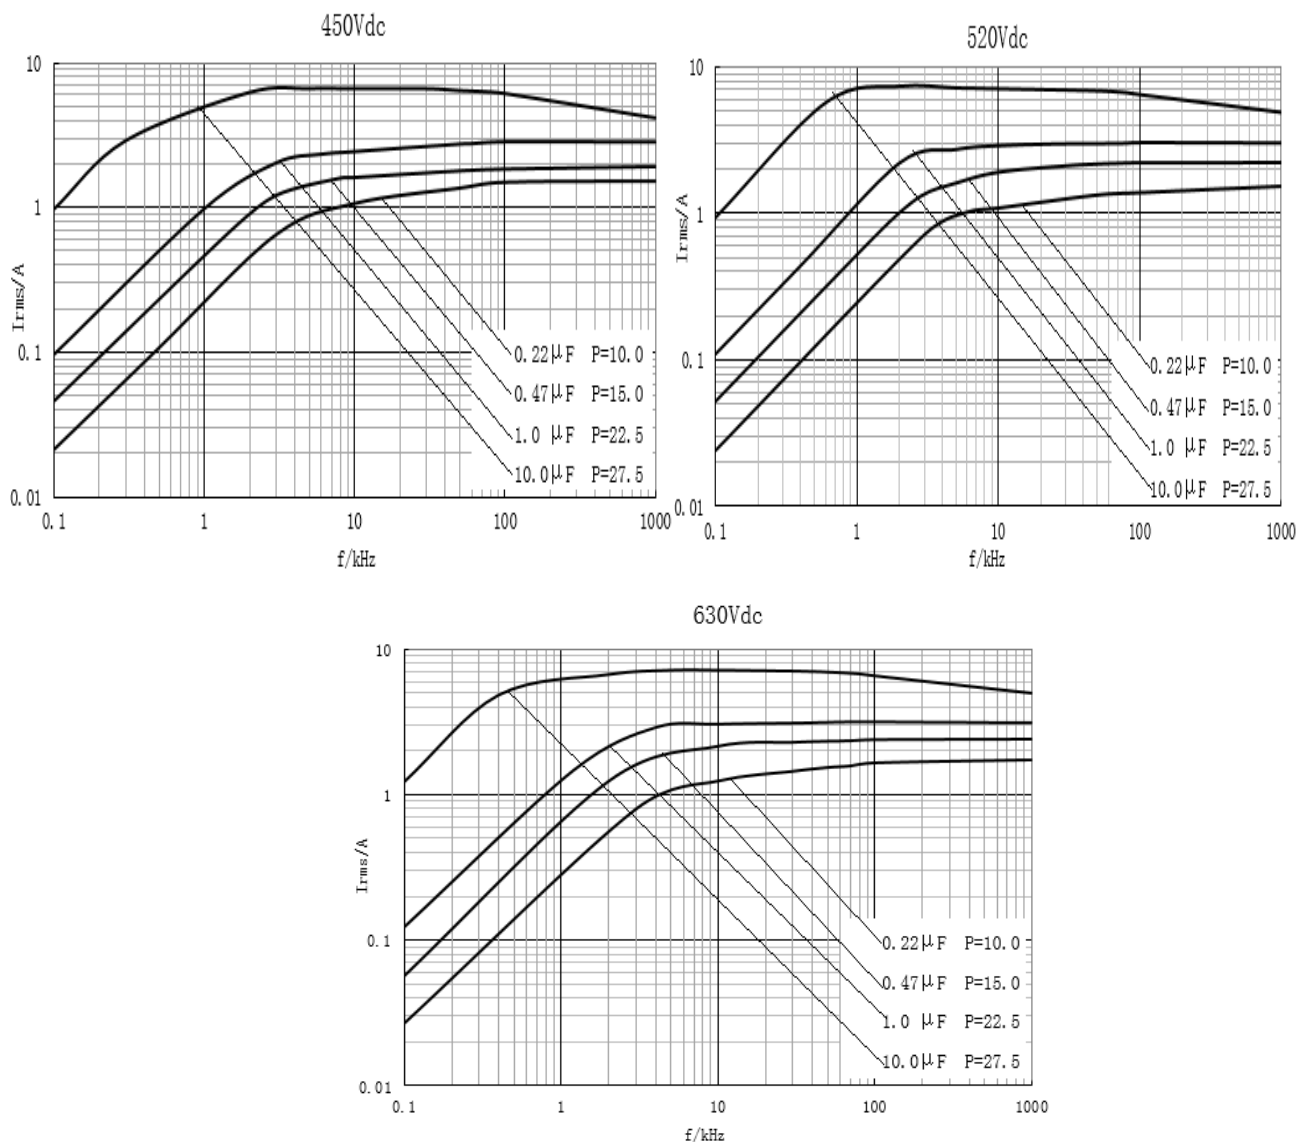 450Vdc
10
1
0.1
0.01
Irms/A
0.22μF P=10.0
0.47μF P=15.0
1.0 μF P=22.5
10.0μF P=27.5
0.1 1 10 100 1000
f/kHz
520Vdc
10
1
0.1
0.01
Irms/A
0.22μF P=10.0
0.47μF P=15.0
1.0 μF P=22.5
10.0μF P=27.5
0.1 1 10 100 1000
f/kHz
630Vdc
10
1
0.1
0.01
Irms/A
0.22μF P=10.0
0.47μF P=15.0
1.0 μF P=22.5
10.0μF P=27.5
0.1 1 10 100 1000
f/kHz